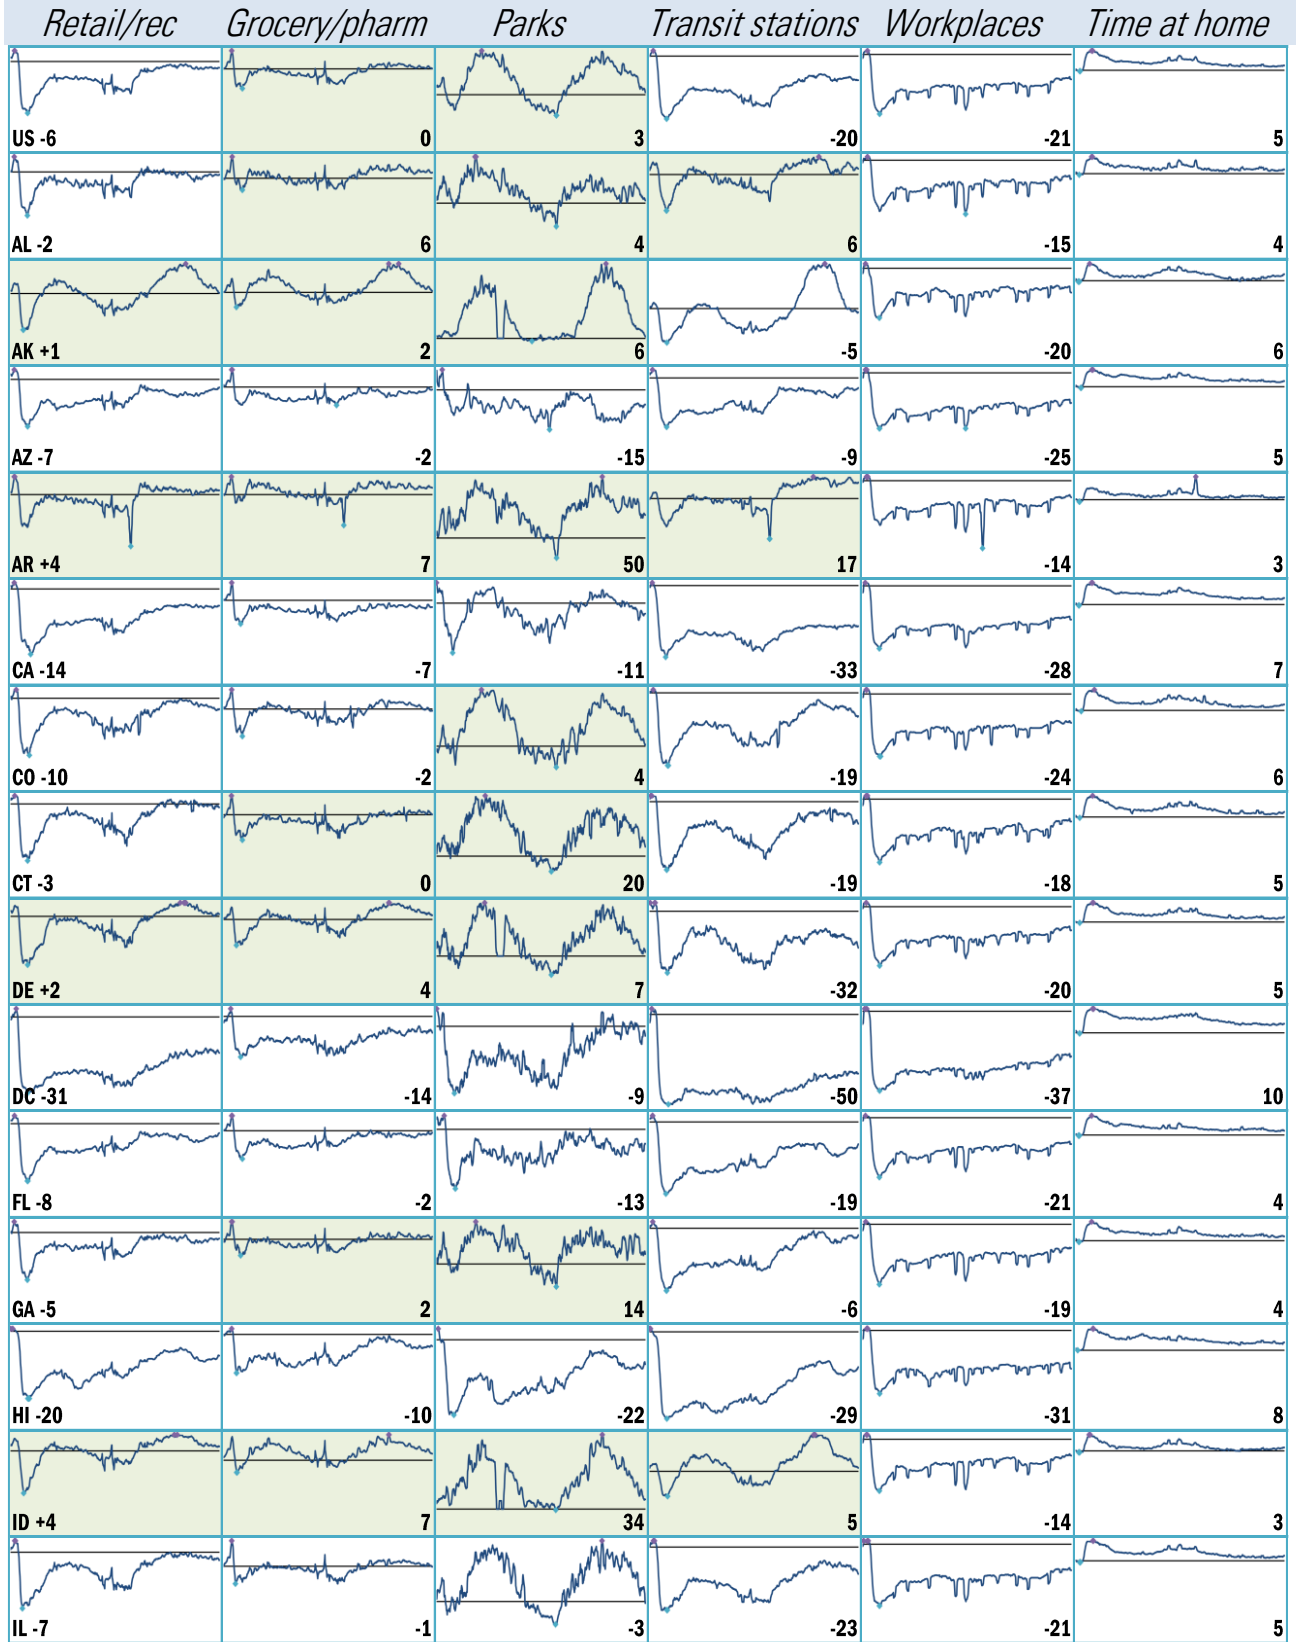 Retail/rec Grocery/pharm Parks Transit stations Workplaces Time at home
US -6 0 3 -20 -21 5
AL -2 6 4 6 -15 4
AK +1 2 6 -5 -20 6
AZ -7 -2 -15 -9 -25 5
AR +4 7 50 17 -14 3
CA -14 -7 -11 -33 -28 7
CO -10 -2 4 -19 -24 6
CT -3 0 20 -19 -18 5
DE +2 4 7 -32 -20 5
DC -31 -14 -9 -50 -37 10
FL -8 -2 -13 -19 -21 4
GA -5 2 14 -6 -19 4
HI -20 -10 -22 -29 -31 8
ID +4 7 34 5 -14 3
IL -7 -1 -3 -23 -21 5